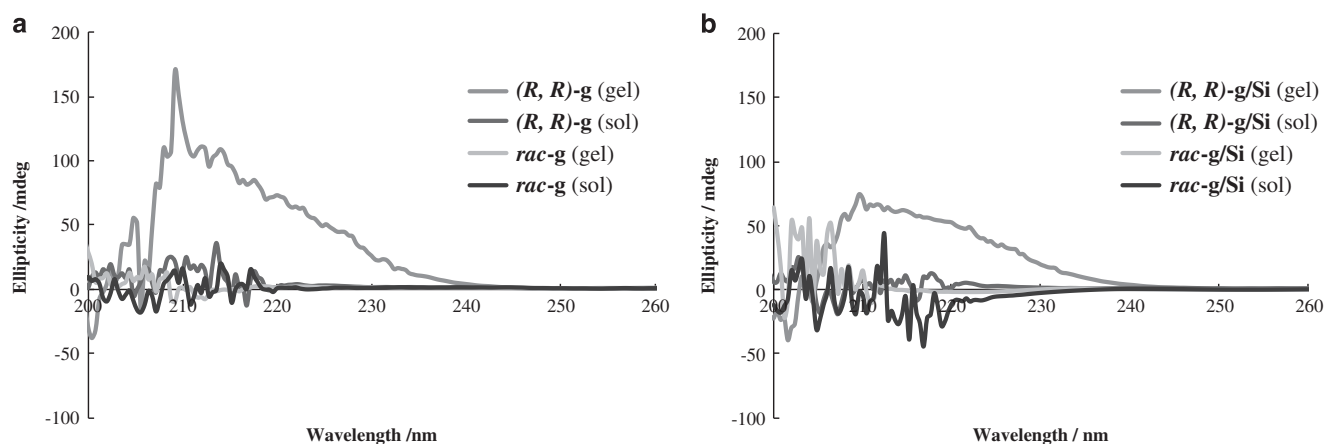 a
Ellipticity /mdeg
200
150
100
50
0
-50
-100
200
210
220
230
240
250
260
Wavelength /nm
(R, R)-g (gel)
(R, R)-g (sol)
rac-g (gel)
rac-g (sol)
b
Ellipticity / mdeg
200
150
100
50
0
-50
-100
200
210
220
230
240
250
260
Wavelength / nm
(R, R)-g/Si (gel)
(R, R)-g/Si (sol)
rac-g/Si (gel)
rac-g/Si (sol)